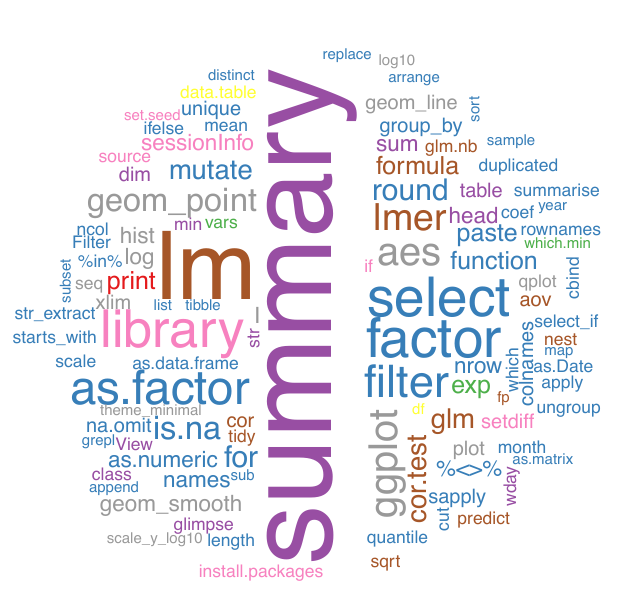 replace
log10
distinct
arrange
data.table
geom_line
sort
set.seed
unique
ifelse
mean
group_by
sample
sessionInfo
sum
glm.nb
source
dim
mutate
formula
duplicated
summary
geom_point
round
table
summarise
min
vars
lmer
head
coef
year
ncol
Filter
hist
paste
rownames
which.min
%in%
log
lm
aes
function
if
subset
seq
print
qplot
cbind
xlim
list
tibble
select
aov
str_extract
library
str
l
factor
select_if
starts_with
nest
map
scale
as.data.frame
nrow
which
colnames
as.Date
as.factor
filter
exp
fp
apply
theme_minimal
df
ungroup
na.omit
is.na
cor
ggplot
glm
setdiff
grepl
View
tidy
cor.test
plot
month
as.numeric
for
%<>%
as.matrix
class
names
sub
append
sapply
wday
geom_smooth
cut
predict
glimpse
scale_y_log10
length
quantile
install.packages
sqrt